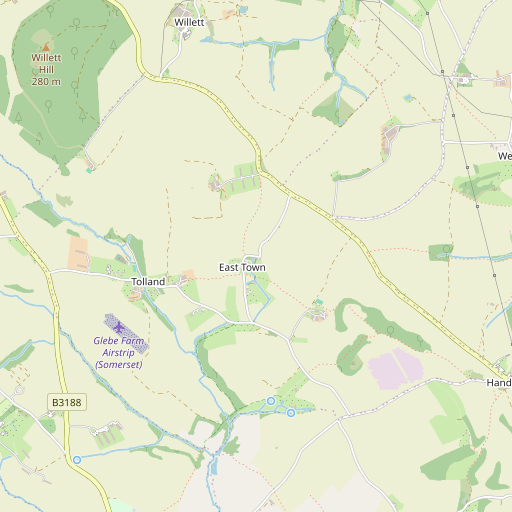 Willett
Willett
Hill
280 m
We
East Town
Tolland
Glebe Farm
Airstrip
(Somerset)
Hand
B3188